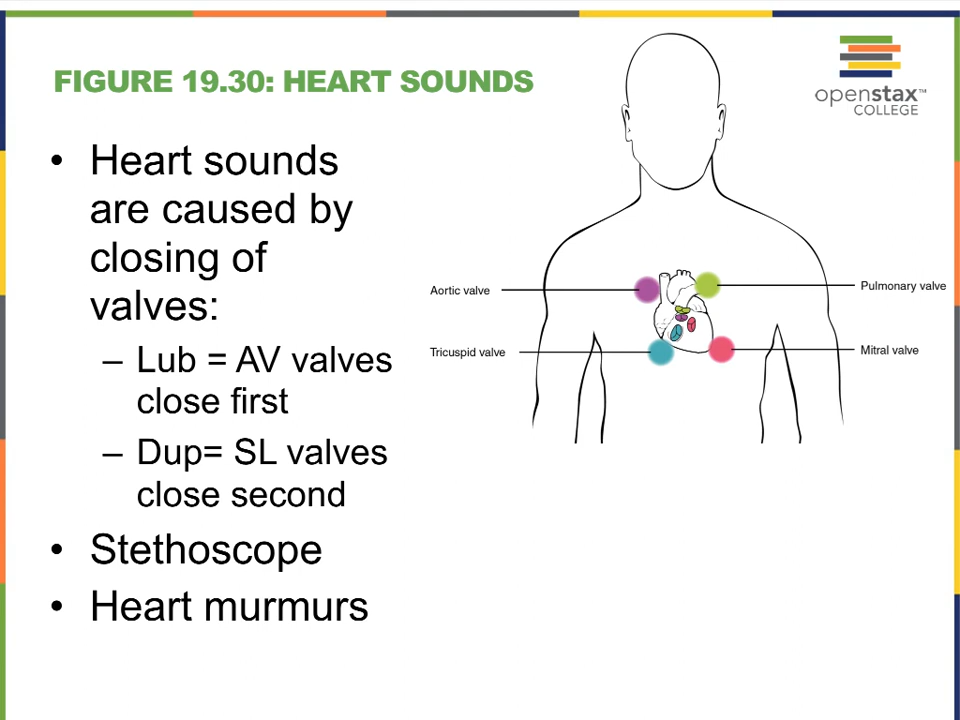 FIGURE 19.30: HEART SOUNDS
openstax™
COLLEGE
• Heart sounds
are caused by
closing of
valves:
– Lub = AV valves
close first
– Dup= SL valves
close second
• Stethoscope
• Heart murmurs
Aortic valve
Pulmonary valve
Tricuspid valve
Mitral valve